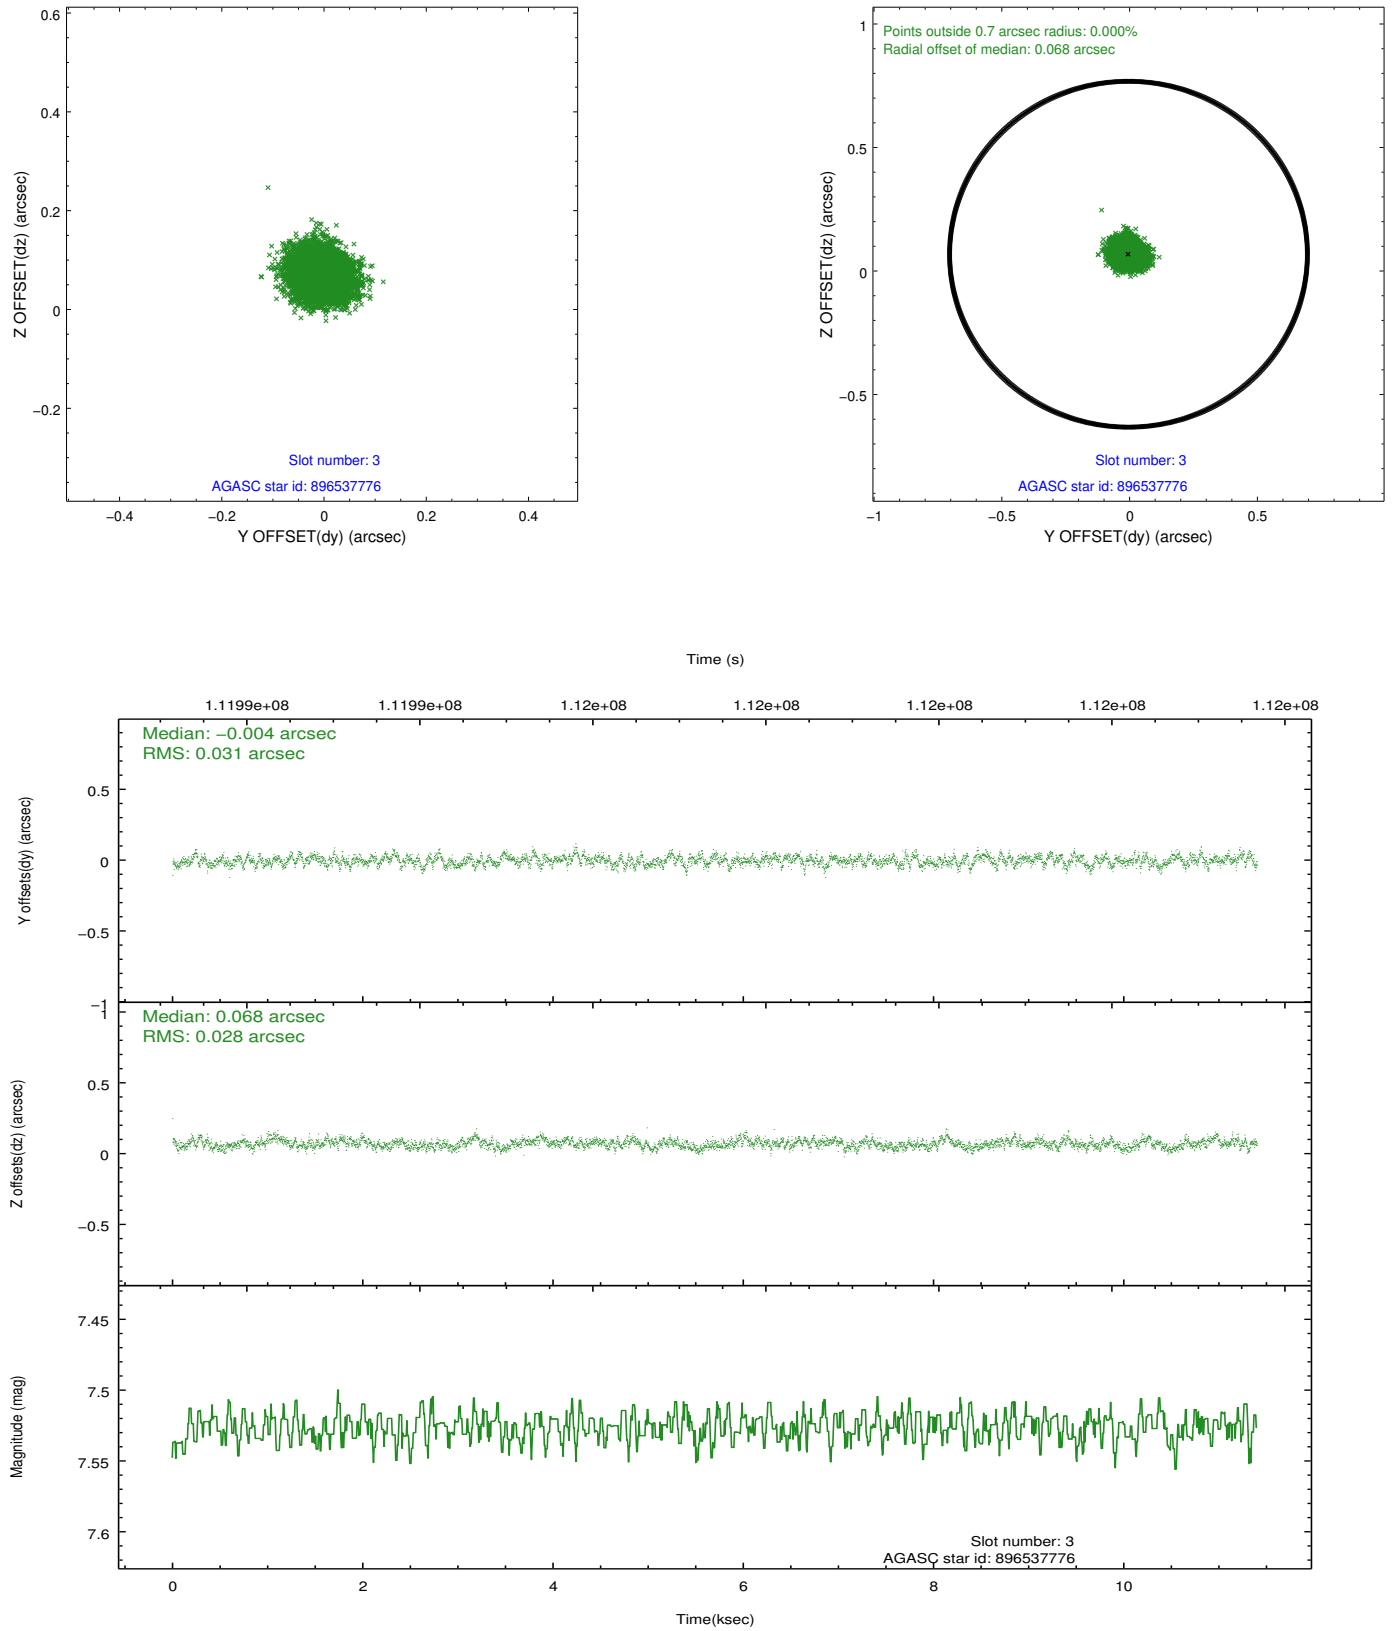 0.6
0.4
0.2
0
−0.2
Z OFFSET(dz) (arcsec)
Slot number: 3
AGASC star id: 896537776
−0.4 −0.2 0 0.2 0.4
Y OFFSET(dy) (arcsec)
Points outside 0.7 arcsec radius: 0.000%
Radial offset of median: 0.068 arcsec
1
0.5
0
−0.5
Z OFFSET(dz) (arcsec)
Slot number: 3
AGASC star id: 896537776
−1 −0.5 0 0.5
Y OFFSET(dy) (arcsec)
Time (s)
1.1199e+08 1.1199e+08 1.12e+08 1.12e+08 1.12e+08 1.12e+08 1.12e+08
Median: −0.004 arcsec
RMS: 0.031 arcsec
0.5
0
−0.5
−1
Y offsets(dy) (arcsec)
1
Median: 0.068 arcsec
RMS: 0.028 arcsec
0.5
0
−0.5
Z offsets(dz) (arcsec)
7.45
7.5
7.55
7.6
Magnitude (mag)
Slot number: 3
AGASC star id: 896537776
0 2 4 6 8 10
Time(ksec)